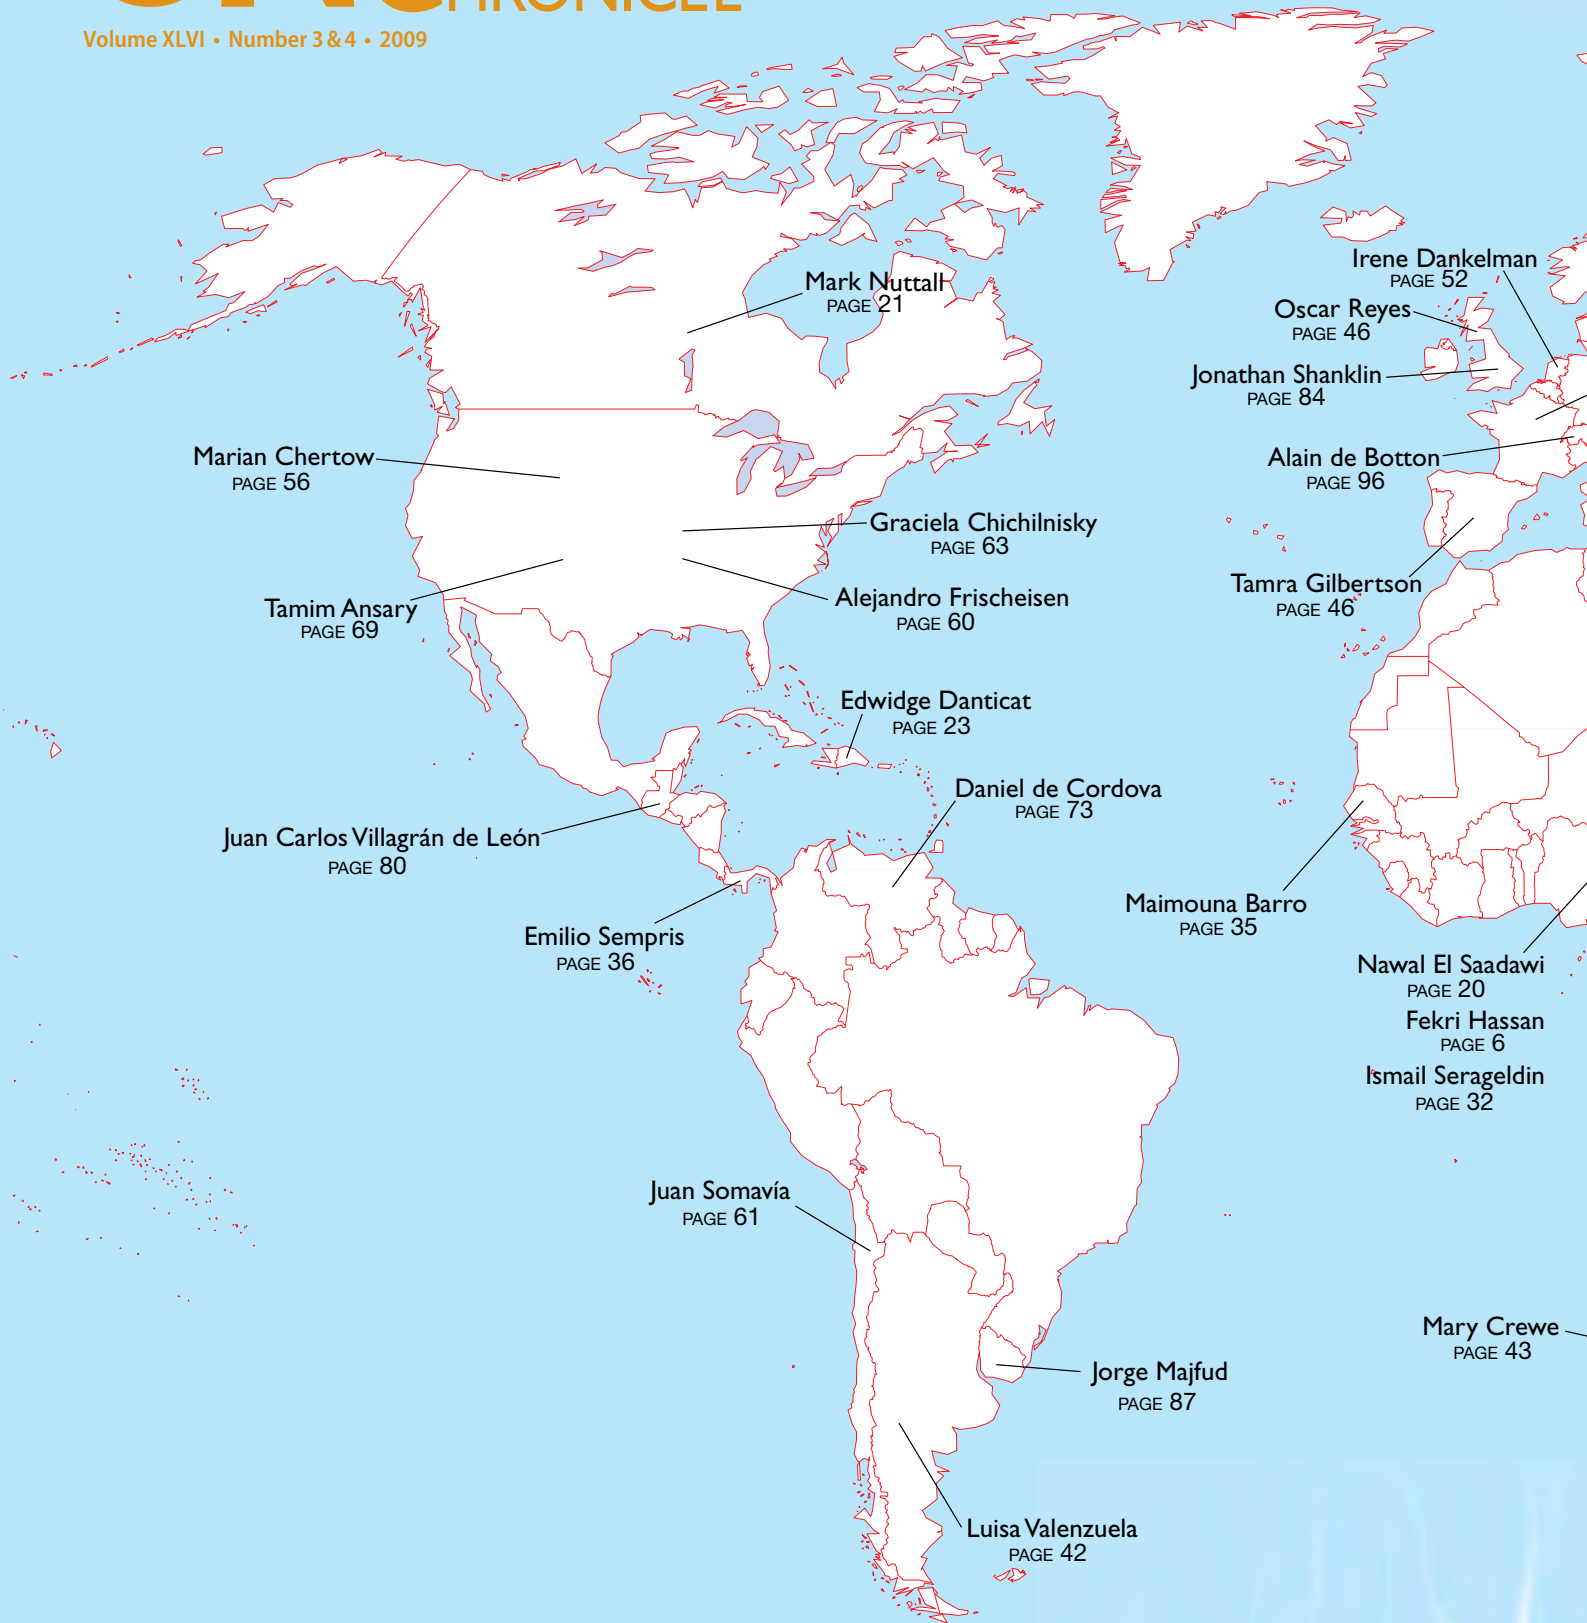 Volume XLVI • Number 3 & 4 • 2009
Irene Dankelman
PAGE 52
Mark Nuttall
PAGE 21
Oscar Reyes
PAGE 46
Jonathan Shanklin
PAGE 84
Marian Chertow
PAGE 56
Alain de Botton
PAGE 96
Graciela Chichilnisky
PAGE 63
Tamra Gilbertson
PAGE 46
Tamim Ansary
PAGE 69
Alejandro Frischeisen
PAGE 60
Edwidge Danticat
PAGE 23
Daniel de Cordova
PAGE 73
Juan Carlos Villagrán de León
PAGE 80
Maimouna Barro
PAGE 35
Emilio Sempris
PAGE 36
Nawal El Saadawi
PAGE 20
Fekri Hassan
PAGE 6
Ismail Serageldin
PAGE 32
Juan Somavía
PAGE 61
Mary Crewe
PAGE 43
Jorge Majfud
PAGE 87
Luisa Valenzuela
PAGE 42